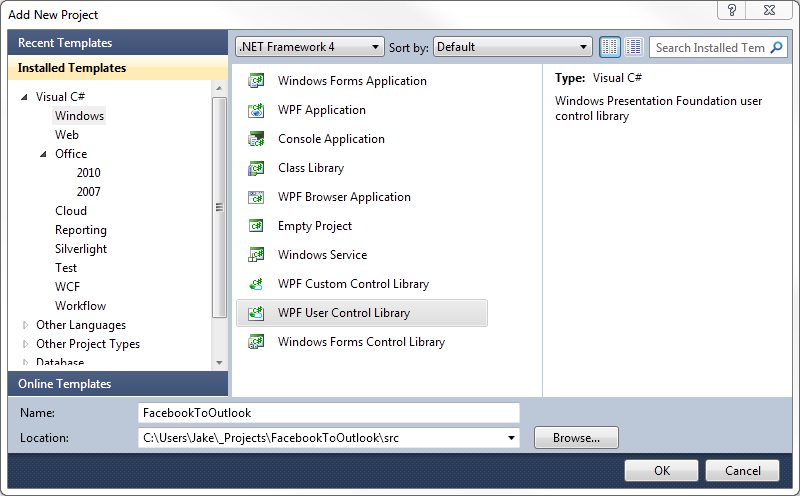 Add New Project
Recent Templates
Installed Templates
Visual C#
Windows
Web
Office
2010
2007
Cloud
Reporting
Silverlight
Test
WCF
Workflow
Other Languages
Other Project Types
Database
Online Templates
.NET Framework 4
Sort by:
Default
Search Installed Tem
Windows Forms Application
WPF Application
Console Application
Class Library
WPF Browser Application
Empty Project
Windows Service
WPF Custom Control Library
WPF User Control Library
Windows Forms Control Library
Type: Visual C#
Windows Presentation Foundation user
control library
Name:
FacebookToOutlook
Location:
C:\Users\Jake\_Projects\FacebookToOutlook\src
Browse...
OK
Cancel